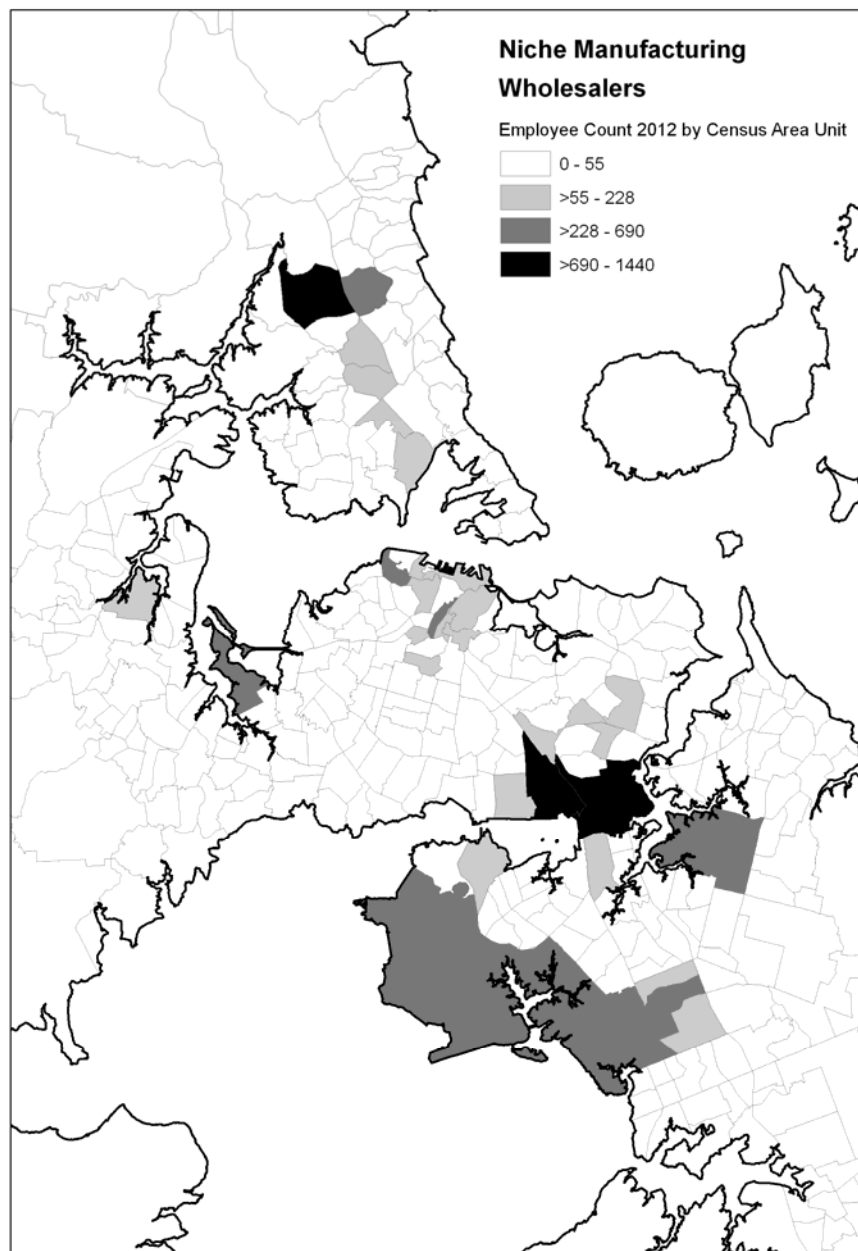 Niche Manufacturing
Wholesalers
Employee Count 2012 by Census Area Unit
0 - 55
>55 - 228
>228 - 690
>690 - 1440